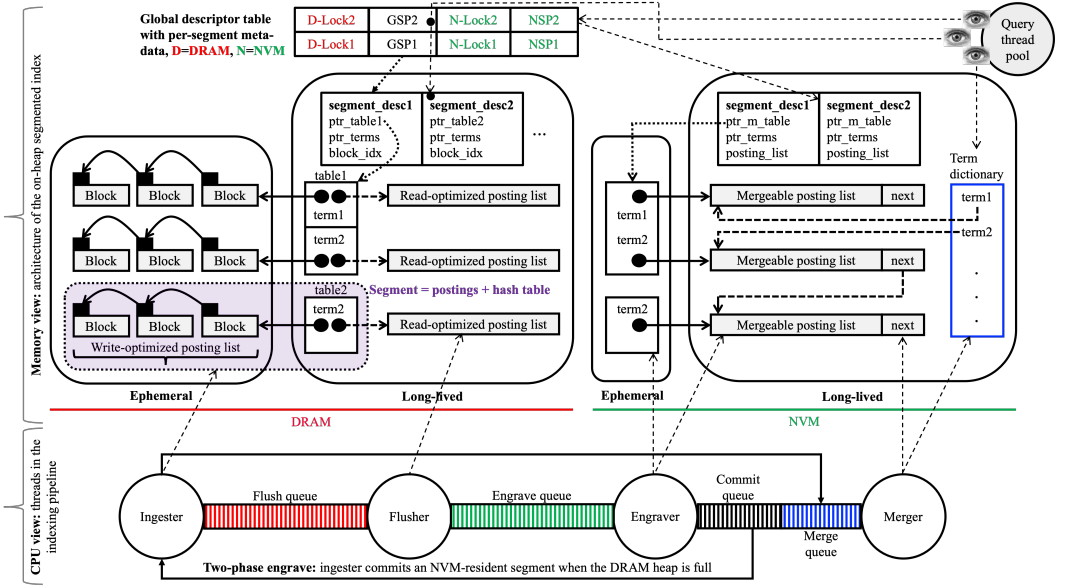 Global descriptor table
with per-segment meta-
data, D=DRAM, N=NVM
D-Lock2 GSP2 N-Lock2 NSP2
D-Lock1 GSP1 N-Lock1 NSP1
Query
thread
pool
Memory view: architecture of the on-heap segmented index
segment_desc1 segment_desc2
ptr_table1 ptr_table2
ptr_terms ptr_terms
block_idx block_idx
...
segment_desc1 segment_desc2
ptr_m_table ptr_m_table
ptr_terms ptr_terms
posting_list posting_list
Term
dictionary
term1
term2
.
.
.
table1
Block Block Block
term1
Read-optimized posting list
term1
Mergeable posting list next
term2
Block Block Block
Read-optimized posting list
term2
Mergeable posting list next
table2
Segment = postings + hash table
term2
Block Block Block
Read-optimized posting list
term2
Mergeable posting list next
Write-optimized posting list
Ephemeral Long-lived Ephemeral Long-lived
DRAM NVM
CPU view: threads in the
indexing pipeline
Ingester
Flush queue
Flusher
Engrave queue
Engraver
Commit
queue
Merge
queue
Merger
Two-phase engrave: ingester commits an NVM-resident segment when the DRAM heap is full